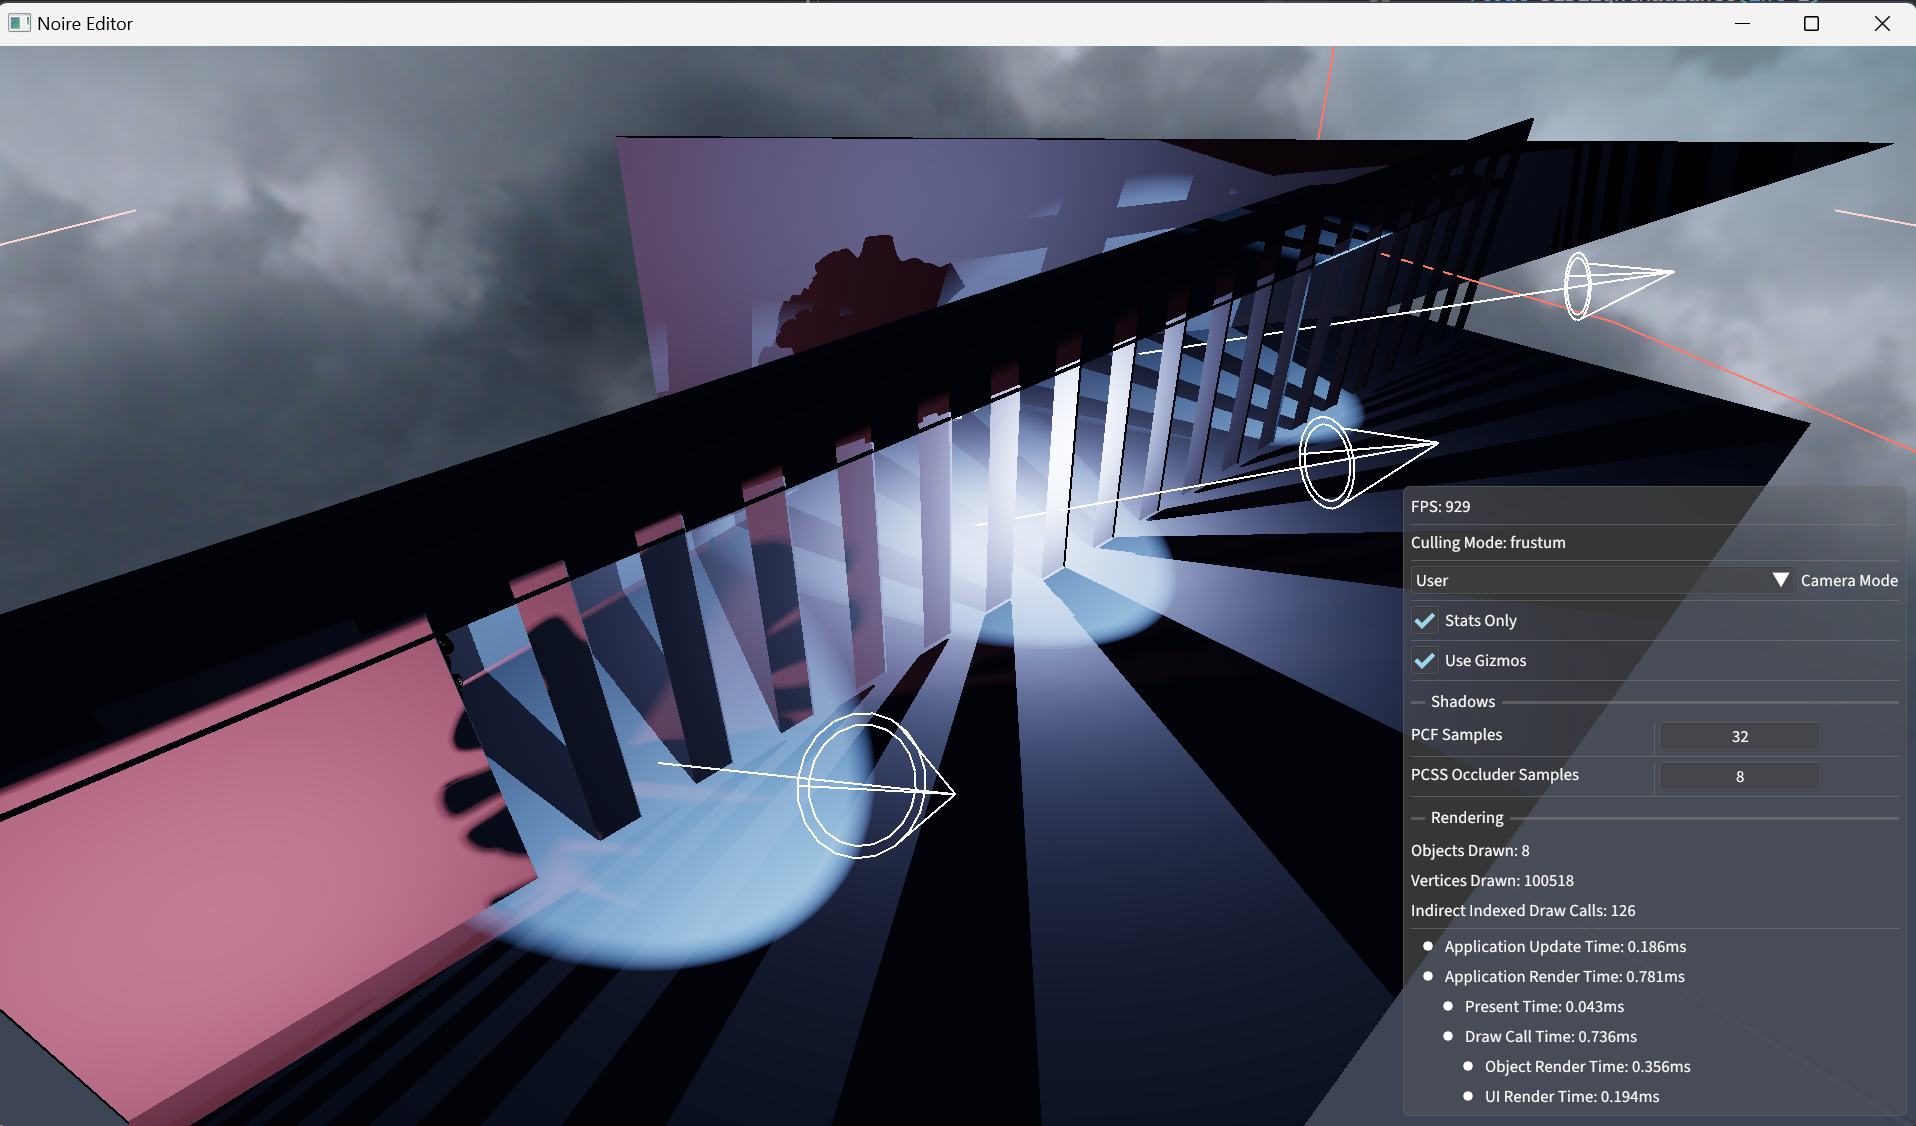 Noire Editor
FPS: 929
Culling Mode: frustum
User Camera Mode
Stats Only
Use Gizmos
Shadows
PCF Samples 32
PCSS Occluder Samples 8
Rendering
Objects Drawn: 8
Vertices Drawn: 100518
Indirect Indexed Draw Calls: 126
Application Update Time: 0.186ms
Application Render Time: 0.781ms
Present Time: 0.043ms
Draw Call Time: 0.736ms
Object Render Time: 0.356ms
UI Render Time: 0.194ms